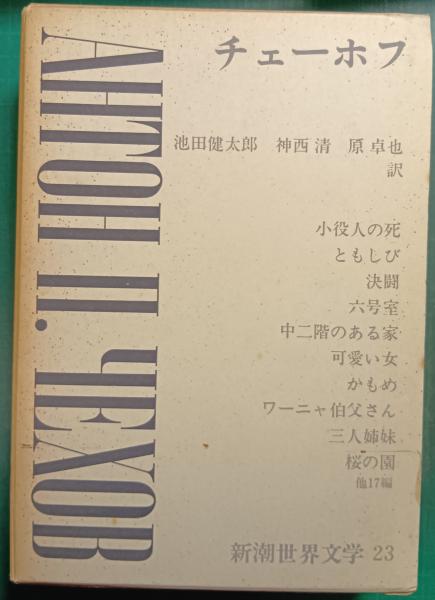 チェーホフ
АНТОН П. ЧЕХОВ
池田健太郎 神西清 原卓也
訳
小役人の死
ともしび
決闘
六号室
中二階のある家
可愛い女
かもめ
ワーニャ伯父さん
三人姉妹
桜の園
他17編
新潮世界文学 23